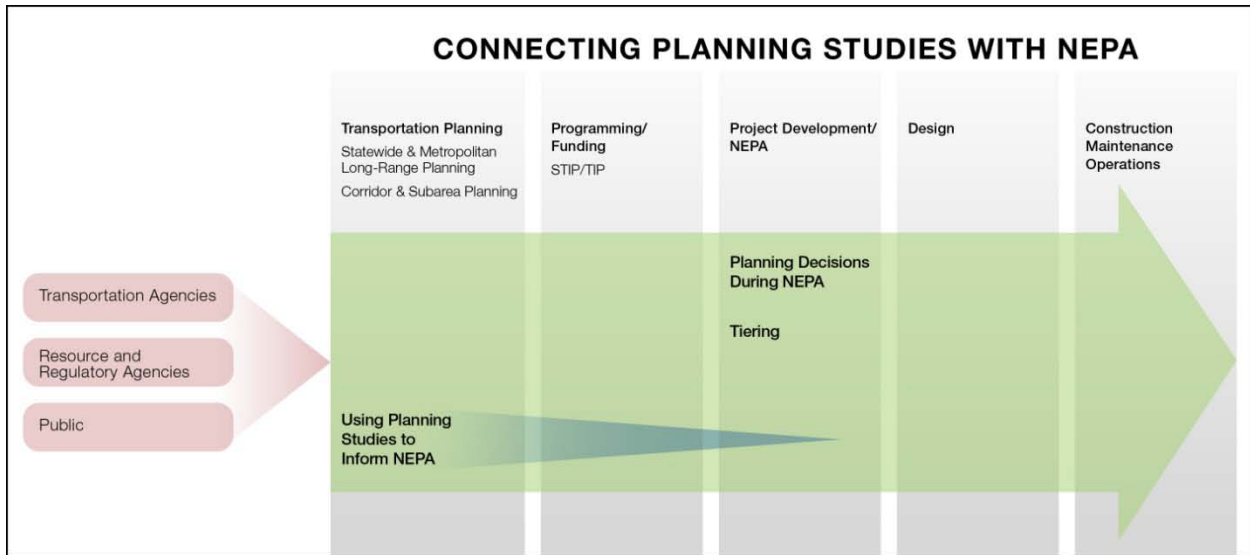 CONNECTING PLANNING STUDIES WITH NEPA
Transportation Planning
Statewide & Metropolitan
Long-Range Planning
Corridor & Subarea Planning
Programming/
Funding
STIP/TIP
Project Development/
NEPA
Design
Construction
Maintenance
Operations
Transportation Agencies
Resource and
Regulatory Agencies
Public
Planning Decisions
During NEPA
Tiering
Using Planning
Studies to
Inform NEPA